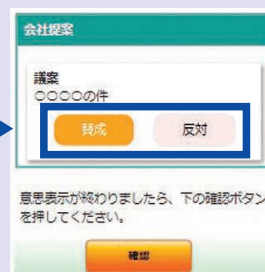 会社提案
議案
○○○○の件
賛成
反対
意思表示が終わりましたら、下の確認ボタン
を押してください。
確認